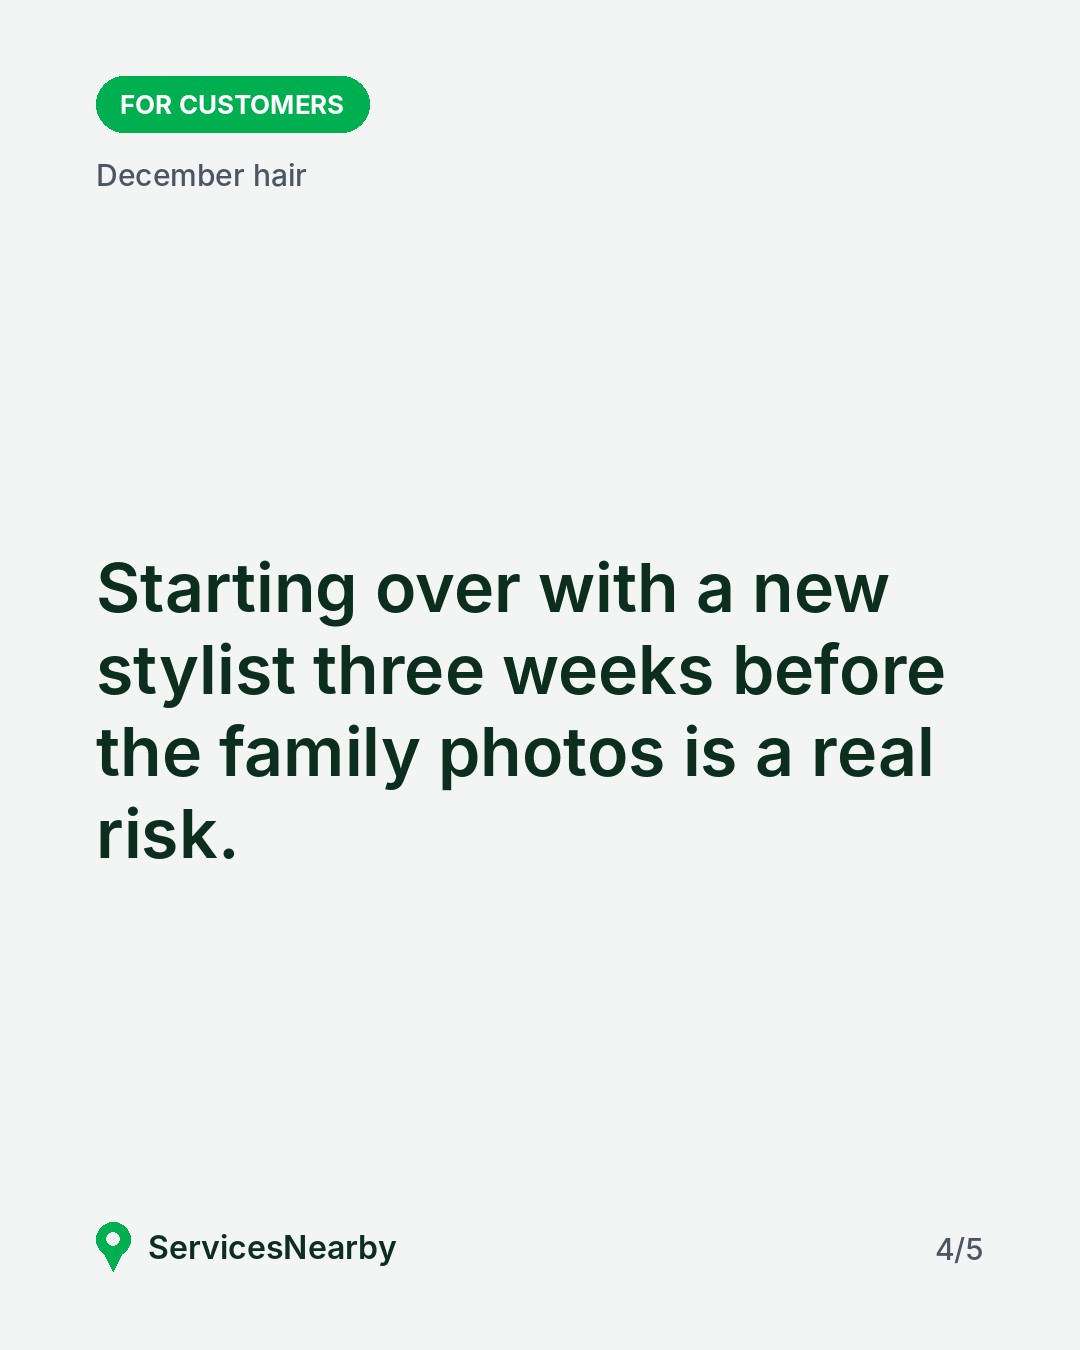 FOR CUSTOMERS
December hair
Starting over with a new
stylist three weeks before
the family photos is a real
risk.
ServicesNearby
4/5